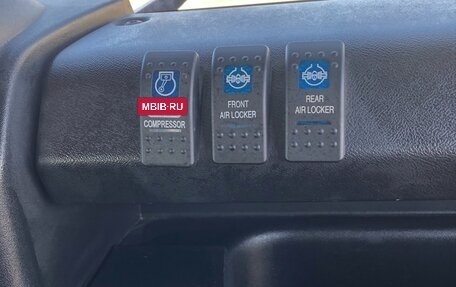 MBIB·RU
COMPRESSOR
FRONT
AIR LOCKER
REAR
AIR LOCKER